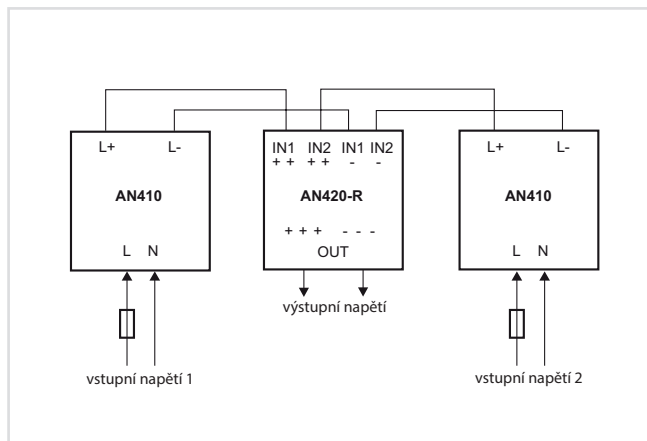 L+ L-
AN410
L N
vstupní napětí 1
IN1 IN2 IN1 IN2
+ + + + - -
AN420-R
+ + + - - -
OUT
výstupní napětí
L+ L-
AN410
L N
vstupní napětí 2